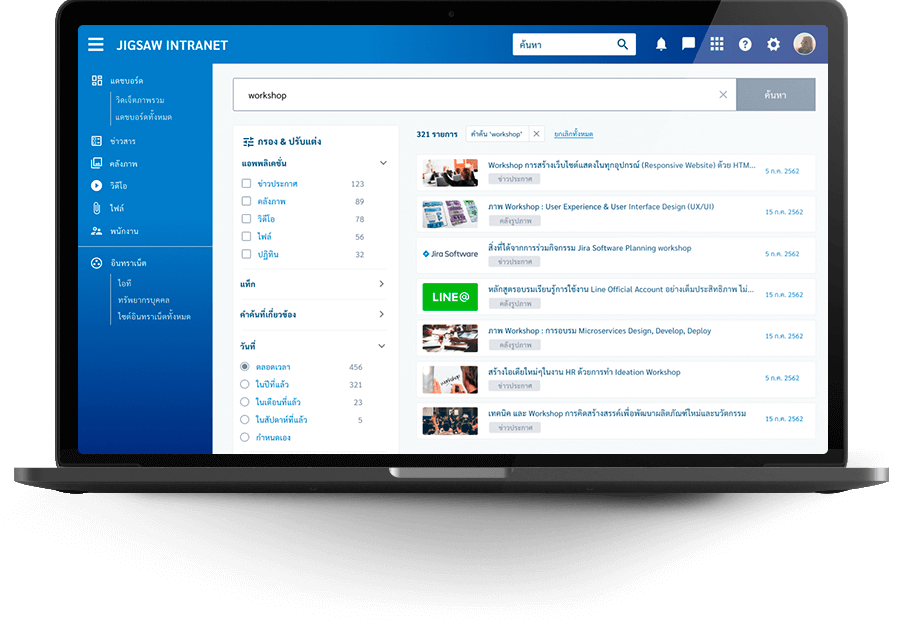 JIGSAW INTRANET
ค้นหา
แดชบอร์ด
วิดเจ็ตภาพรวม
แดชบอร์ดทั้งหมด
ข่าวสาร
คลังภาพ
วิดีโอ
ไฟล์
พนักงาน
อินทราเน็ต
ไอที
ทรัพยากรบุคคล
ไซต์อินทราเน็ตทั้งหมด
workshop
ค้นหา
กรอง & ปรับแต่ง
แอพพลิเคชั่น
ข่าวประกาศ 123
คลังภาพ 89
วิดีโอ 78
ไฟล์ 56
ปฏิทิน 32
แท็ก
คำค้นที่เกี่ยวข้อง
วันที่
ตลอดเวลา 456
ในปีที่แล้ว 321
ในเดือนที่แล้ว 23
ในสัปดาห์ที่แล้ว 5
กำหนดเอง
321 รายการ คำค้น 'workshop' ยกเลิกทั้งหมด
Workshop การสร้างเว็บไซต์แสดงในทุกอุปกรณ์ (Responsive Website) ด้วย HTM... 5 ก.ค. 2562
ข่าวประกาศ
ภาพ Workshop : User Experience & User Interface Design (UX/UI) 15 ก.ค. 2562
คลังรูปภาพ
Jira Software สิ่งที่ได้จากการร่วมกิจกรรม Jira Software Planning workshop 5 ก.ค. 2562
ข่าวประกาศ
LINE@ หลักสูตรอบรมเรียนรู้การใช้งาน Line Official Account อย่างเต็มประสิทธิภาพ ไม่... 15 ก.ค. 2562
คลังรูปภาพ
ภาพ Workshop : การอบรม Microservices Design, Develop, Deploy 15 ก.ค. 2562
คลังรูปภาพ
Workshop สร้างไอเดียใหม่ๆในงาน HR ด้วยการทำ Ideation Workshop 5 ก.ค. 2562
ข่าวประกาศ
เทคนิค และ Workshop การคิดสร้างสรรค์เพื่อพัฒนาผลิตภัณฑ์ใหม่และนวัตกรรม 15 ก.ค. 2562
ข่าวประกาศ